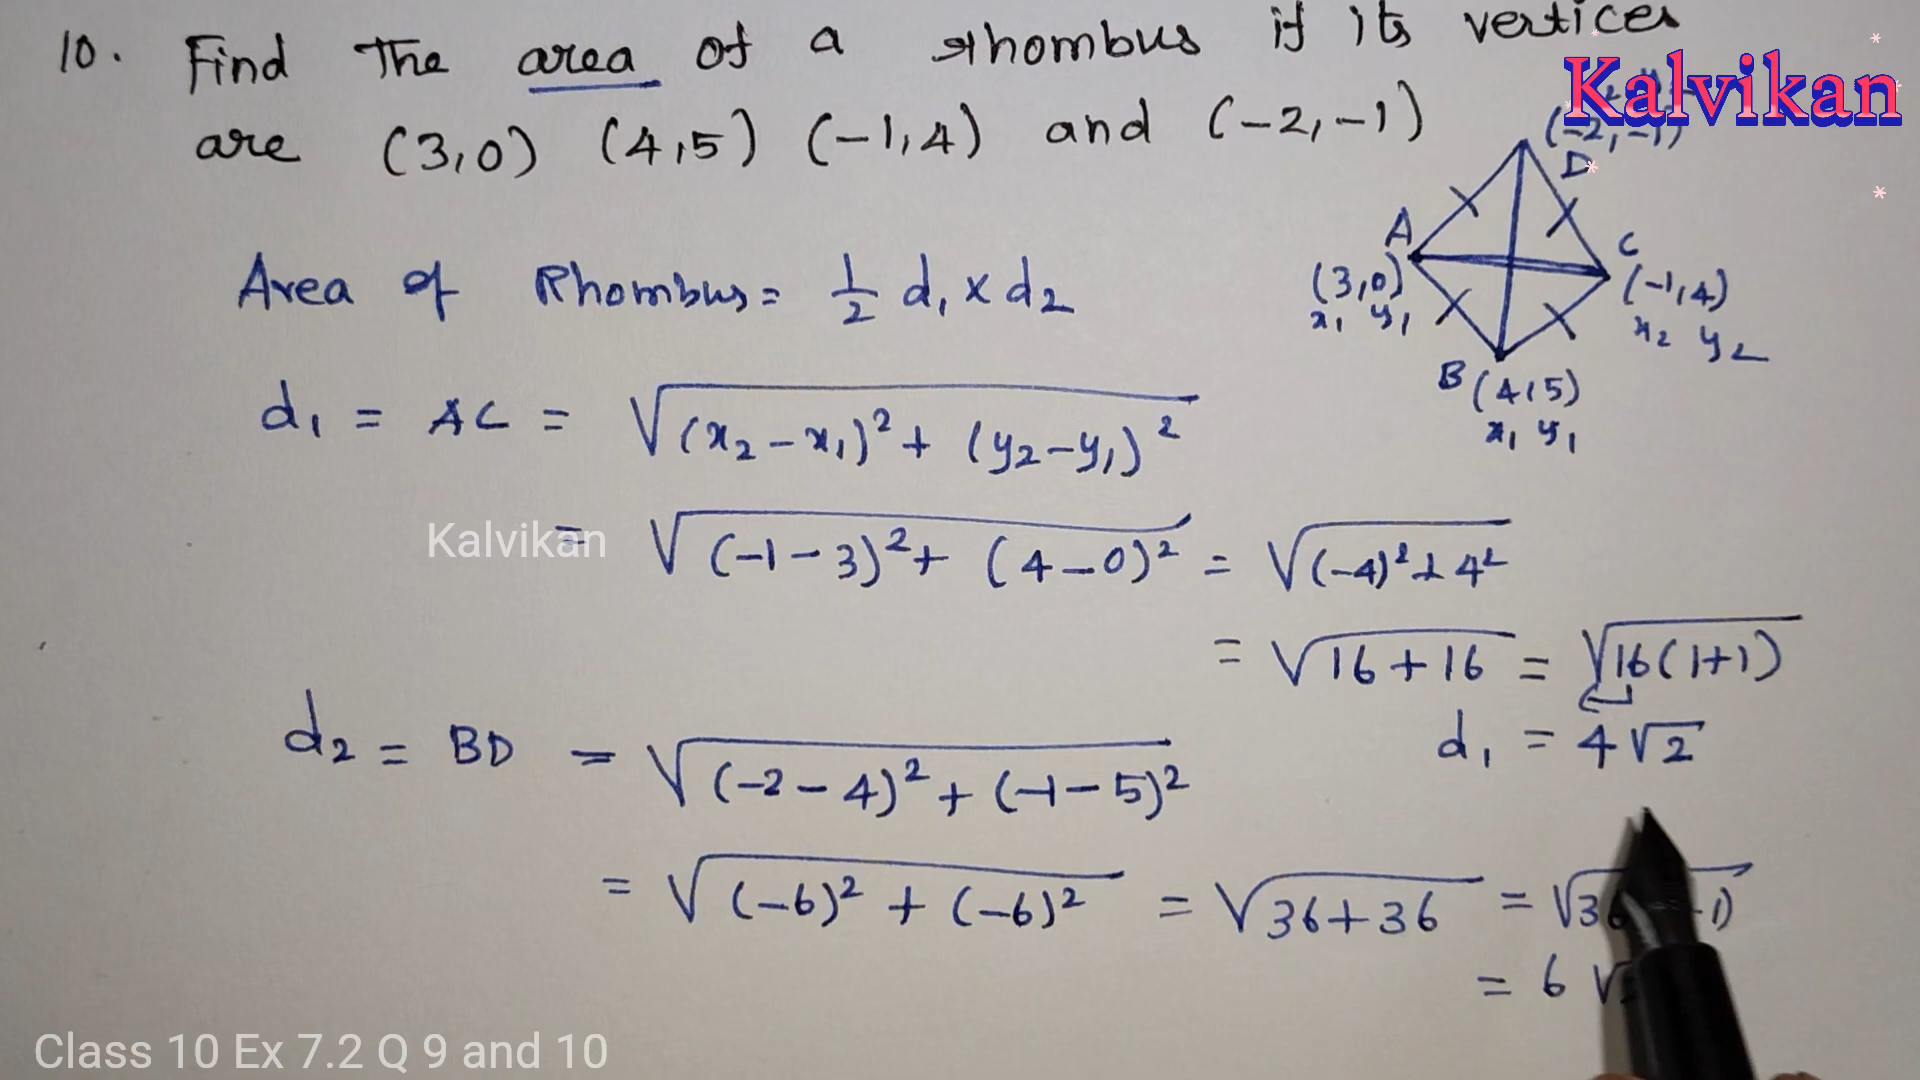 10. Find The area of a rhombus if its vertices
are (3,0) (4,5) (-1,4) and (-2,-1)
Kalvikan
(-2,-1)
D
A
C
(3,0)
x₁ y₁
(-1,4)
x₂ y₂
B (4,5)
x₁ y₁
Area of Rhombus = 1/2 d₁ x d₂
d₁ = AC = √(x₂-x₁)² + (y₂-y₁)²
= √(-1-3)² + (4-0)² = √(-4)² + 4²
Kalvikan
= √16+16 = √16(1+1)
d₁ = 4√2
d₂ = BD = √(-2-4)² + (-1-5)²
= √(-6)² + (-6)² = √36+36 =
= 6
Class 10 Ex 7.2 Q 9 and 10